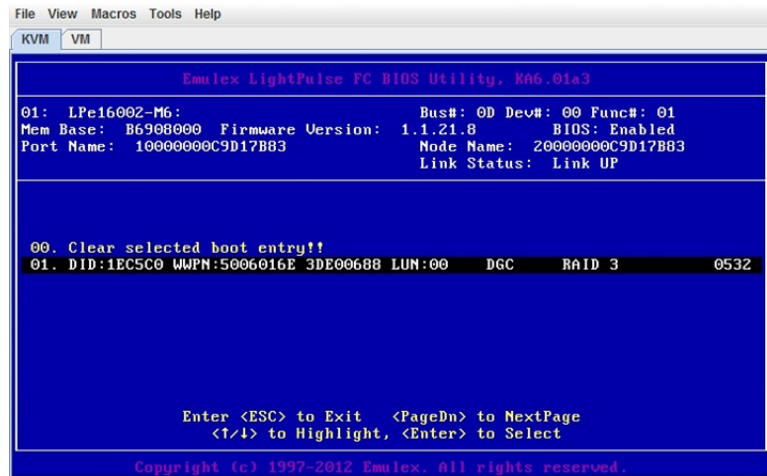 File View Macros Tools Help
KVM VM
Emulex LightPulse FC BIOS Utility, KA6.01a3
01: LPe16002-M6: Bus#: 0D Dev#: 00 Func#: 01
Mem Base: B6908000 Firmware Version: 1.1.21.8 BIOS: Enabled
Port Name: 10000000C9D17B83 Node Name: 20000000C9D17B83
Link Status: Link UP
00. Clear selected boot entry!!
01. DID:1EC5C0 WWPN:5006016E 3DE00688 LUN:00 DGC RAID 3 0532
Enter <ESC> to Exit <PageDn> to NextPage
<↑/↓> to Highlight, <Enter> to Select
Copyright (c) 1997-2012 Emulex. All rights reserved.